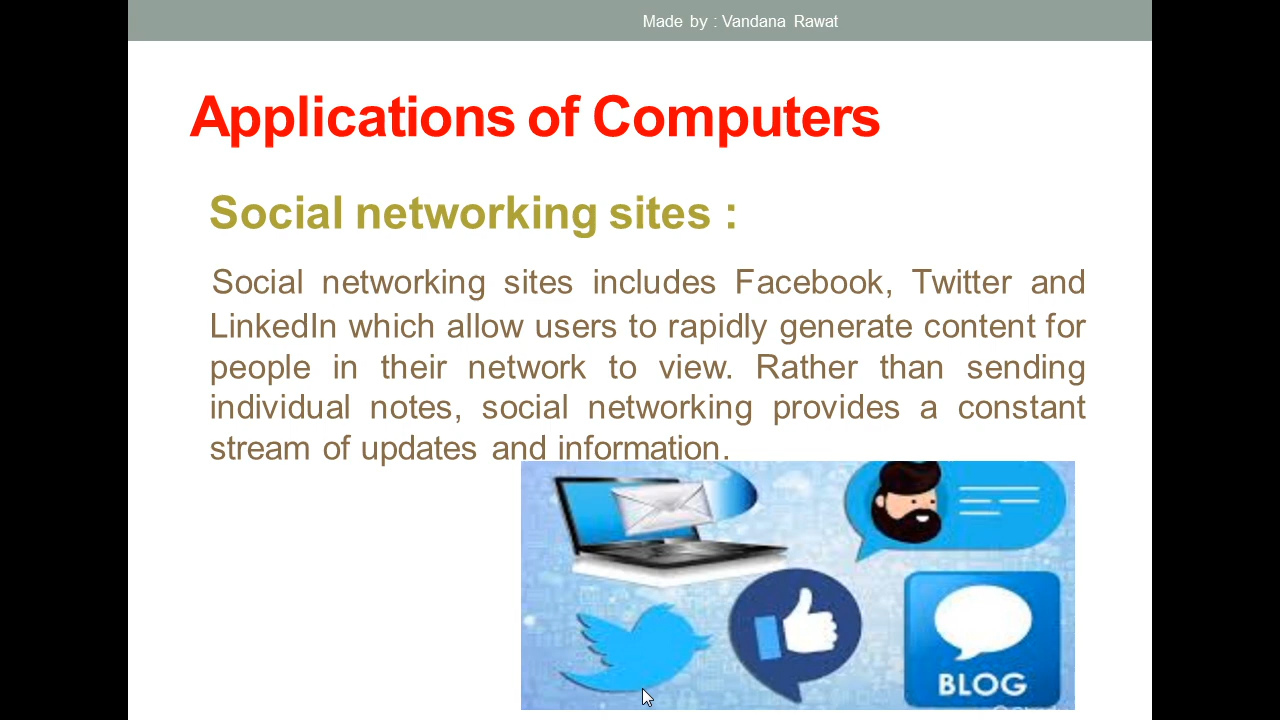 Made by : Vandana Rawat
Applications of Computers
Social networking sites :
Social networking sites includes Facebook, Twitter and
LinkedIn which allow users to rapidly generate content for
people in their network to view. Rather than sending
individual notes, social networking provides a constant
stream of updates and information.
BLOG